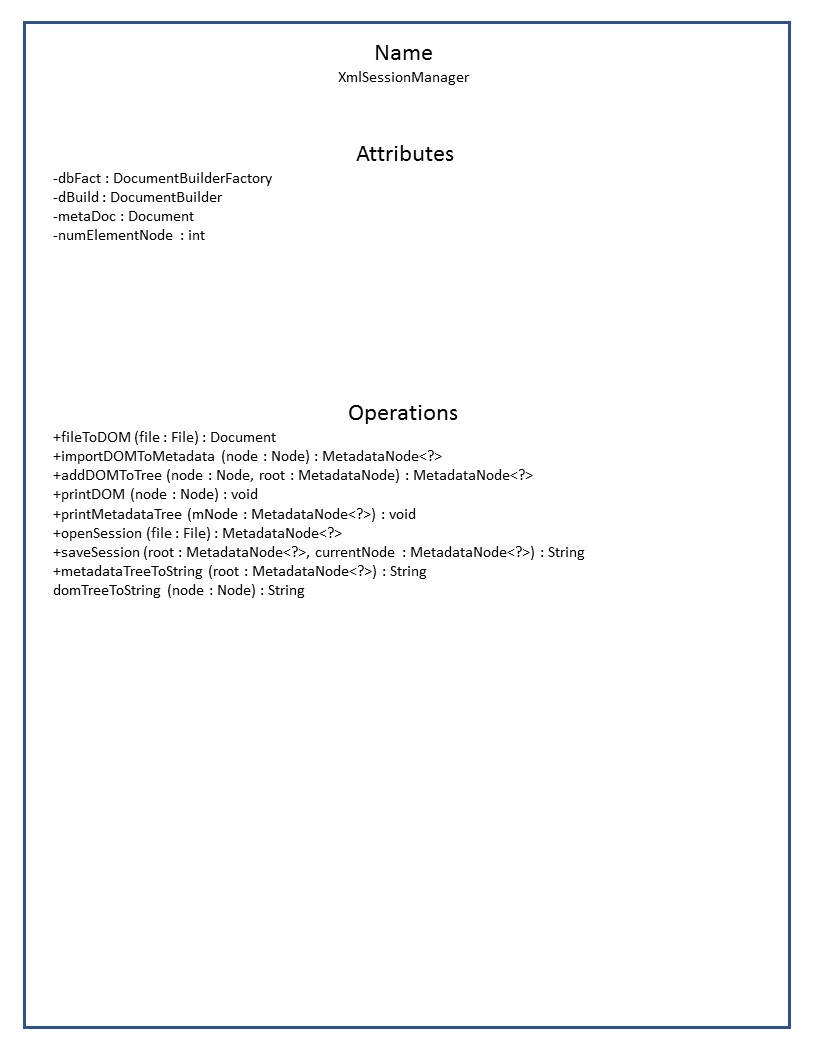 Name
XmlSessionManager
Attributes
-dbFact : DocumentBuilderFactory
-dBuild : DocumentBuilder
-metaDoc : Document
-numElementNode : int
Operations
+fileToDOM (file : File) : Document
+importDOMToMetadata (node : Node) : MetadataNode<?>
+addDOMToTree (node : Node, root : MetadataNode) : MetadataNode<?>
+printDOM (node : Node) : void
+printMetadataTree (mNode : MetadataNode<?>) : void
+openSession (file : File) : MetadataNode<?>
+saveSession (root : MetadataNode<?>, currentNode : MetadataNode<?>) : String
+metadataTreeToString (root : MetadataNode<?>) : String
domTreeToString (node : Node) : String